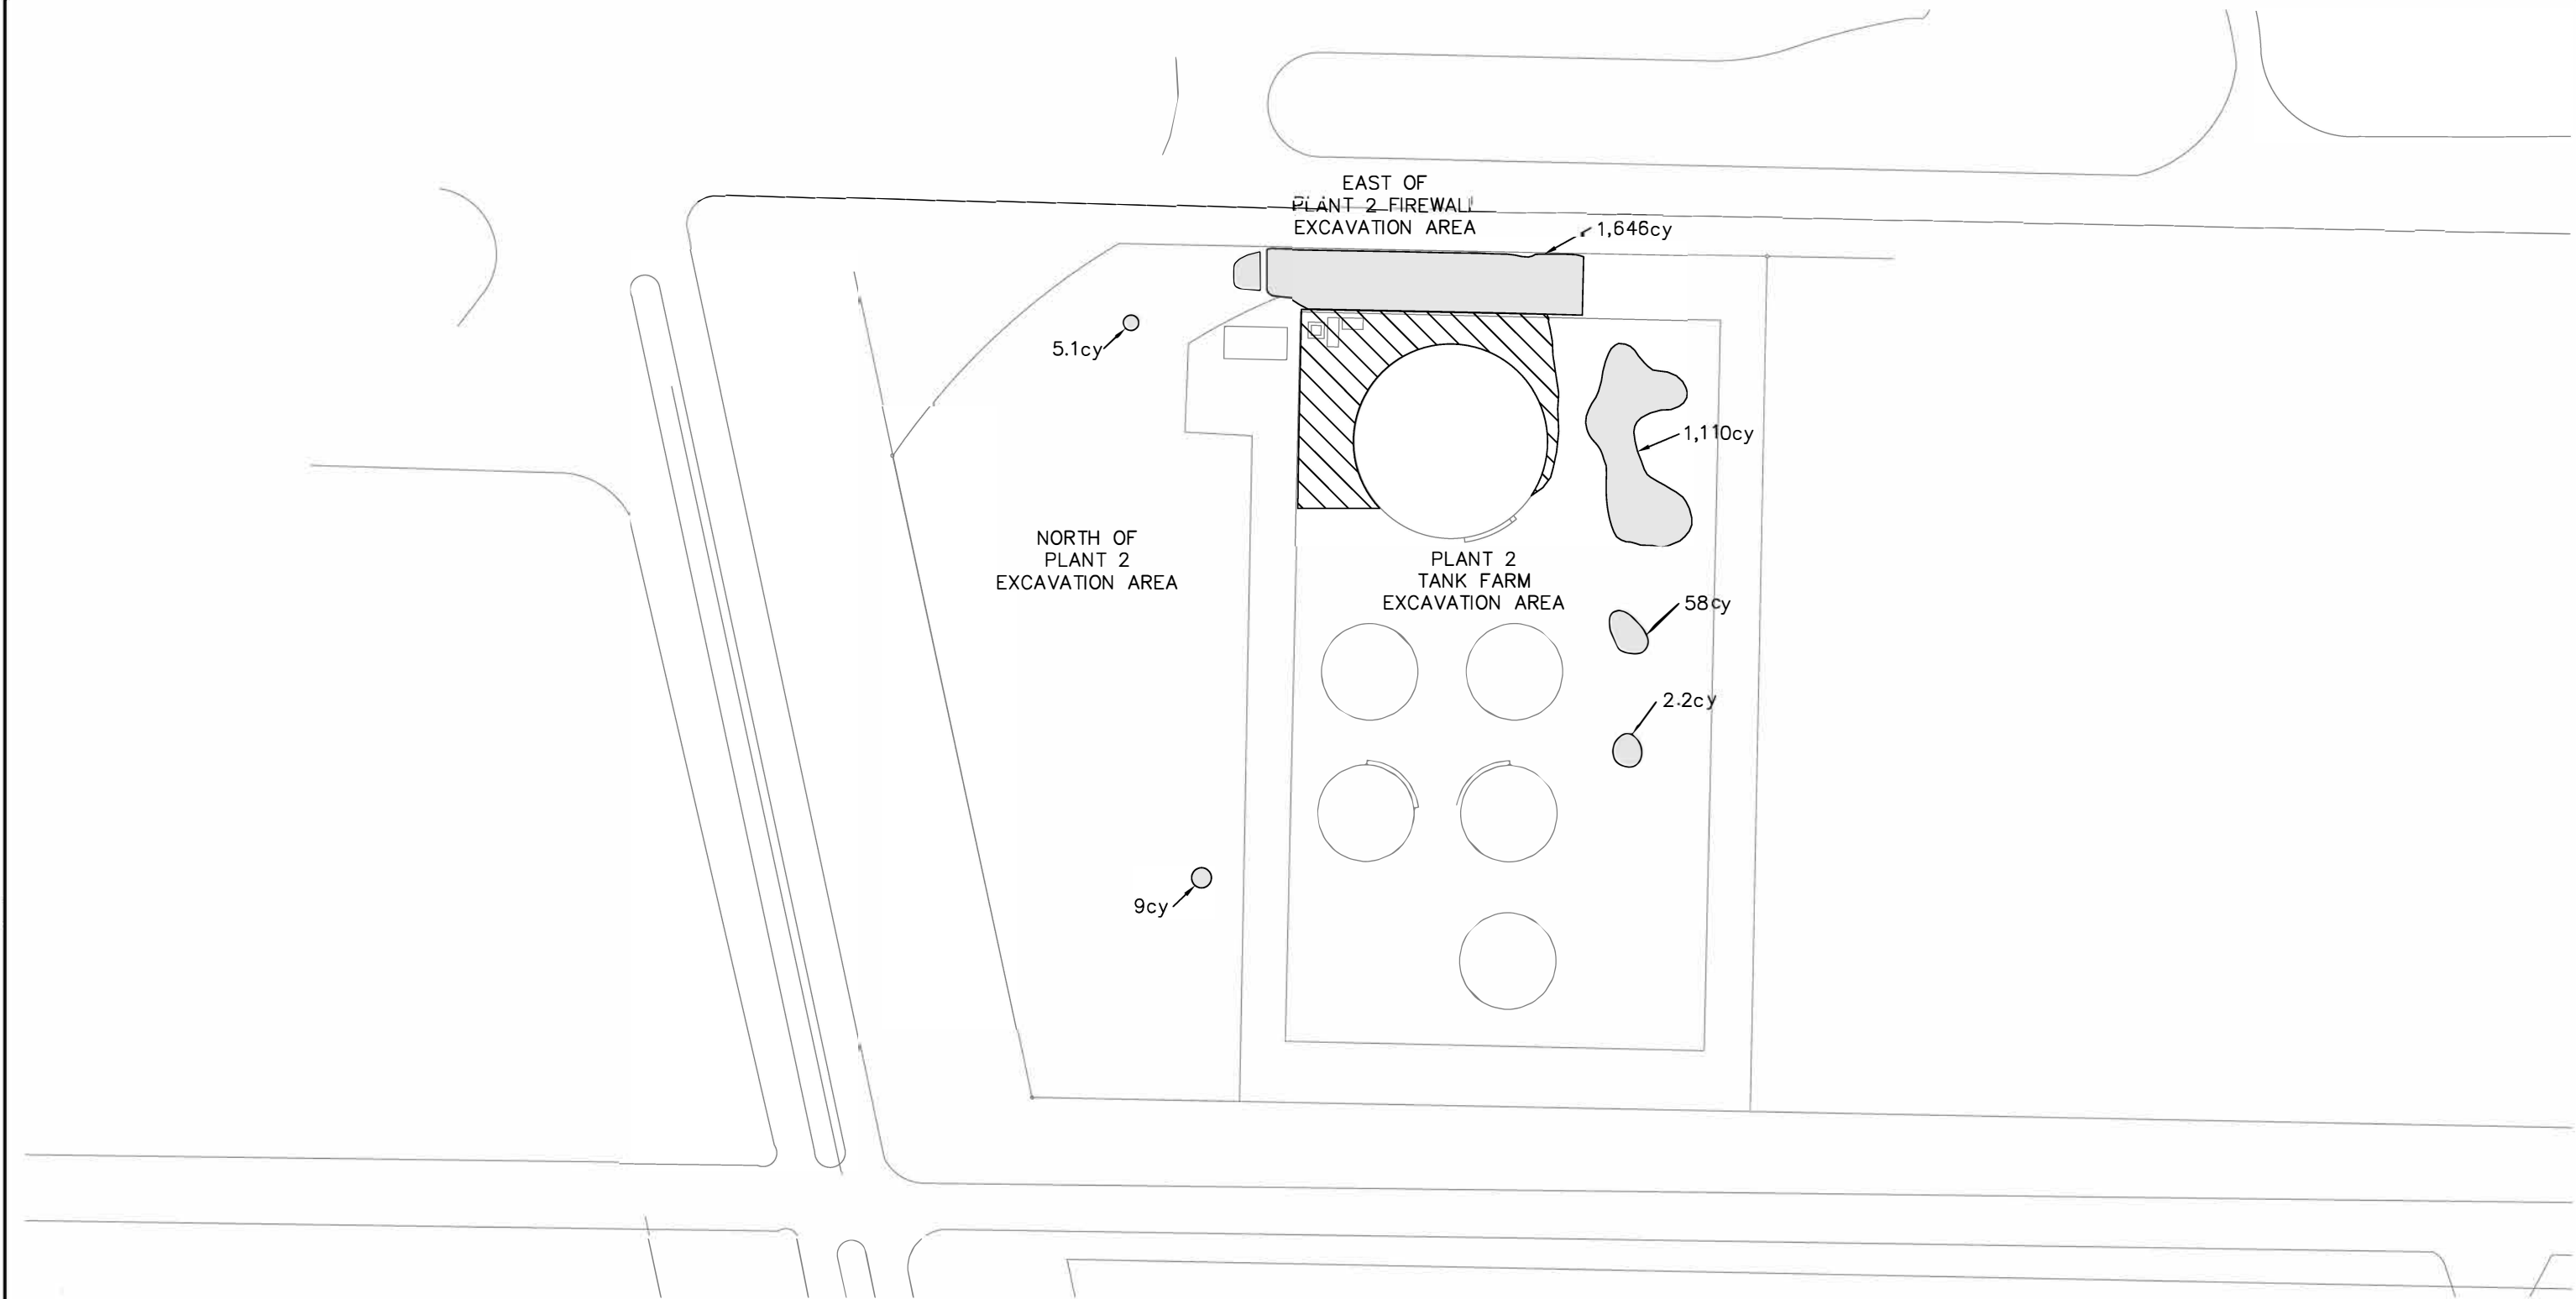 EAST OF
PLANT 2 FIREWALL
EXCAVATION AREA
1,646cy
5.1cy
1,110cy
NORTH OF
PLANT 2
EXCAVATION AREA
PLANT 2
TANK FARM
EXCAVATION AREA
58cy
2.2cy
9cy